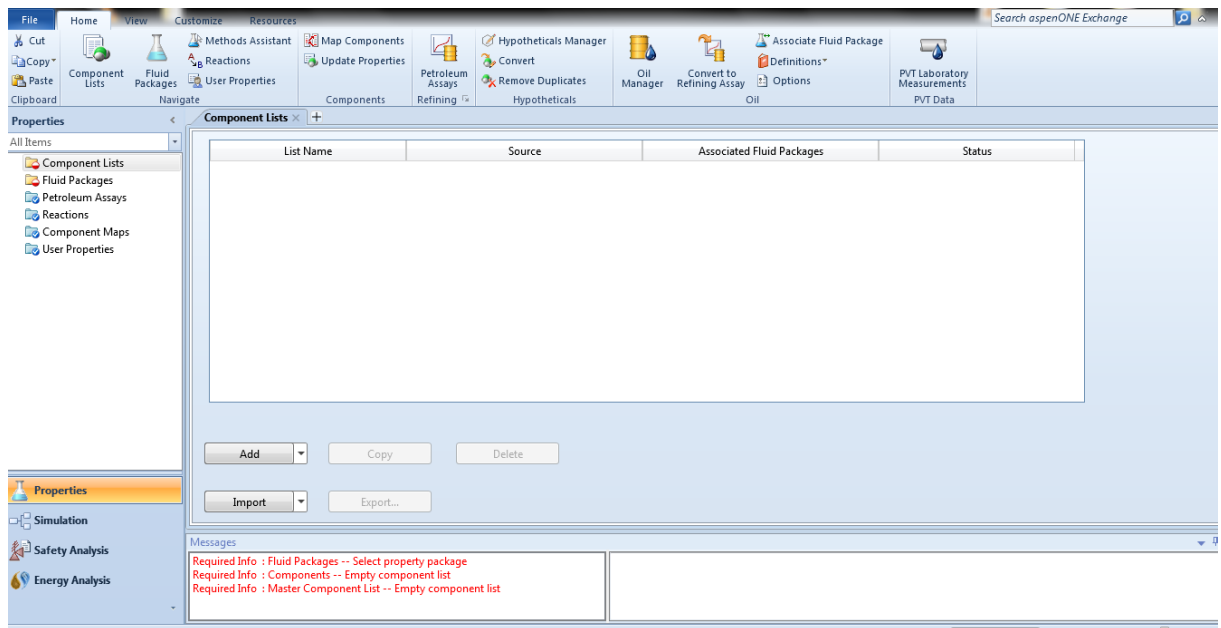 File Home View Customize Resources Search aspenONE Exchange
Cut
Copy
Paste
Clipboard
Component Lists
Fluid Packages
Methods Assistant
Reactions
User Properties
Navigate
Map Components
Update Properties
Components
Petroleum Assays
Refining
Hypotheticals Manager
Convert
Remove Duplicates
Hypotheticals
Oil Manager
Convert to Refining Assay
Associate Fluid Package
Definitions
Options
Oil
PVT Laboratory Measurements
PVT Data
Properties
All Items
Component Lists
Fluid Packages
Petroleum Assays
Reactions
Component Maps
User Properties
Properties
Simulation
Safety Analysis
Energy Analysis
Component Lists
List Name Source Associated Fluid Packages Status
Add Copy Delete
Import Export...
Messages
Required Info : Fluid Packages -- Select property package
Required Info : Components -- Empty component list
Required Info : Master Component List -- Empty component list